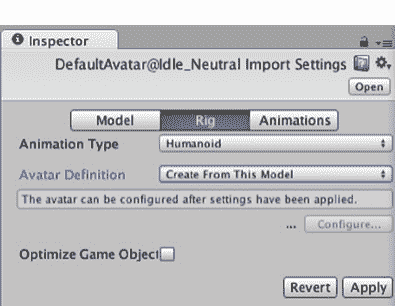 Inspector
DefaultAvatar@Idle_Neutral Import Settings
Open
Model Rig Animations
Animation Type Humanoid
Avatar Definition Create From This Model
The avatar can be configured after settings have been applied.
... Configure...
Optimize Game Object
Revert Apply